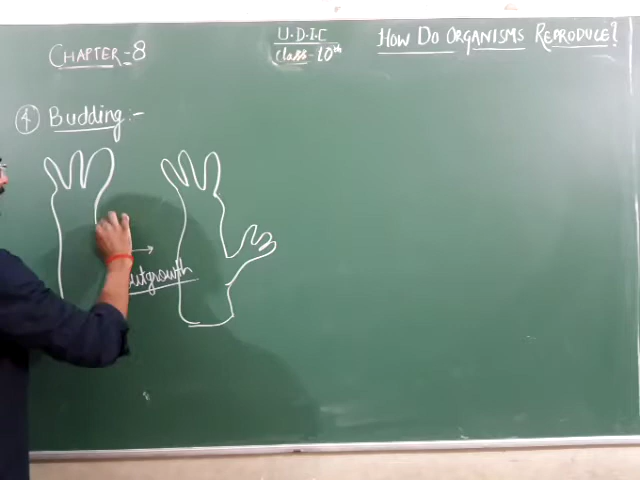 U.D.I.C
CHAPTER-8
Class-10th
HOW DO ORGANISMS REPRODUCE?
④ Budding:-
outgrowth